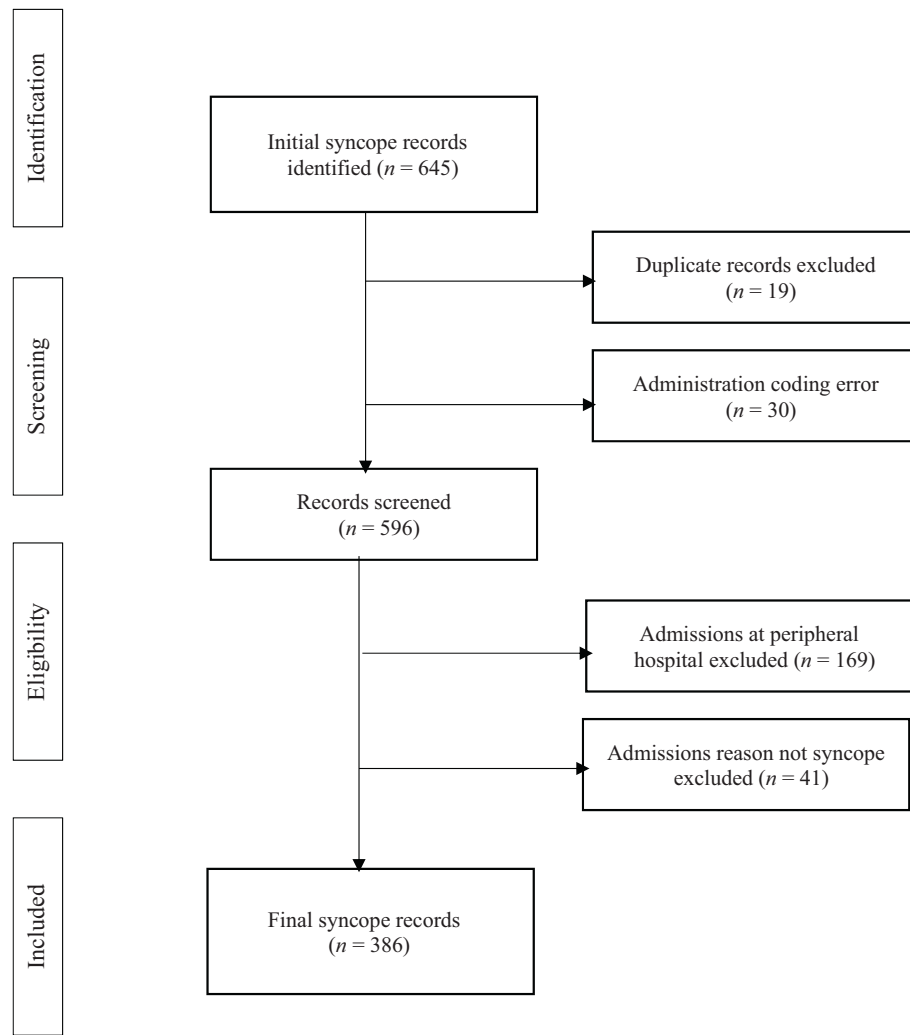 Identification
Initial syncope records
identified (n = 645)
Duplicate records excluded
(n = 19)
Screening
Administration coding error
(n = 30)
Records screened
(n = 596)
Eligibility
Admissions at peripheral
hospital excluded (n = 169)
Admissions reason not syncope
excluded (n = 41)
Included
Final syncope records
(n = 386)